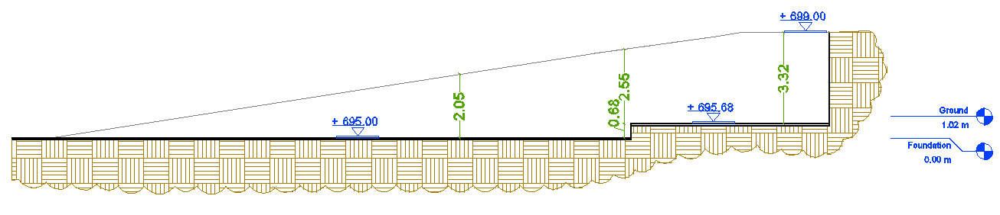 + 699.00
2.05
0.68
2.55
3.32
+ 695.00
+ 695.68
Ground
1.02 m
Foundation
0.00 m